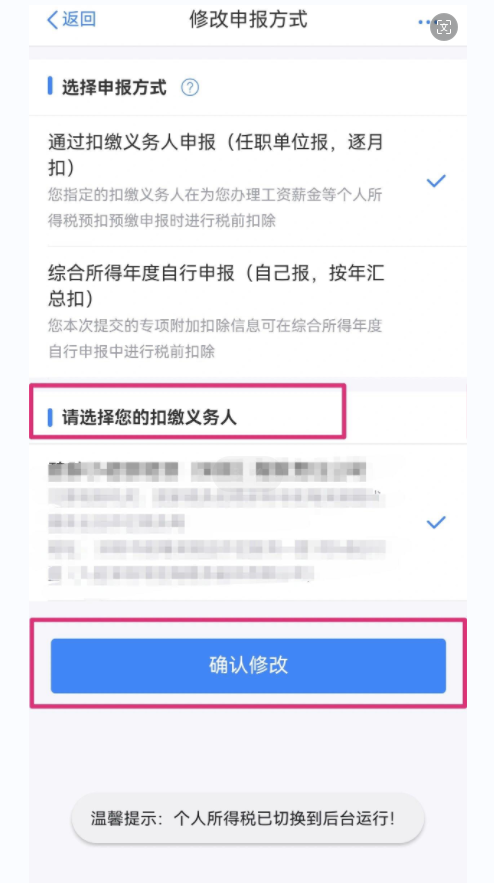 返回
修改申报方式
选择申报方式
通过扣缴义务人申报（任职单位报，逐月
扣）
您指定的扣缴义务人在为您办理工资薪金等个人所
得税预扣预缴申报时进行税前扣除
综合所得年度自行申报（自己报，按年汇
总扣）
您本次提交的专项附加扣除信息可在综合所得年度
自行申报中进行税前扣除
请选择您的扣缴义务人
确认修改
温馨提示：个人所得税已切换到后台运行！